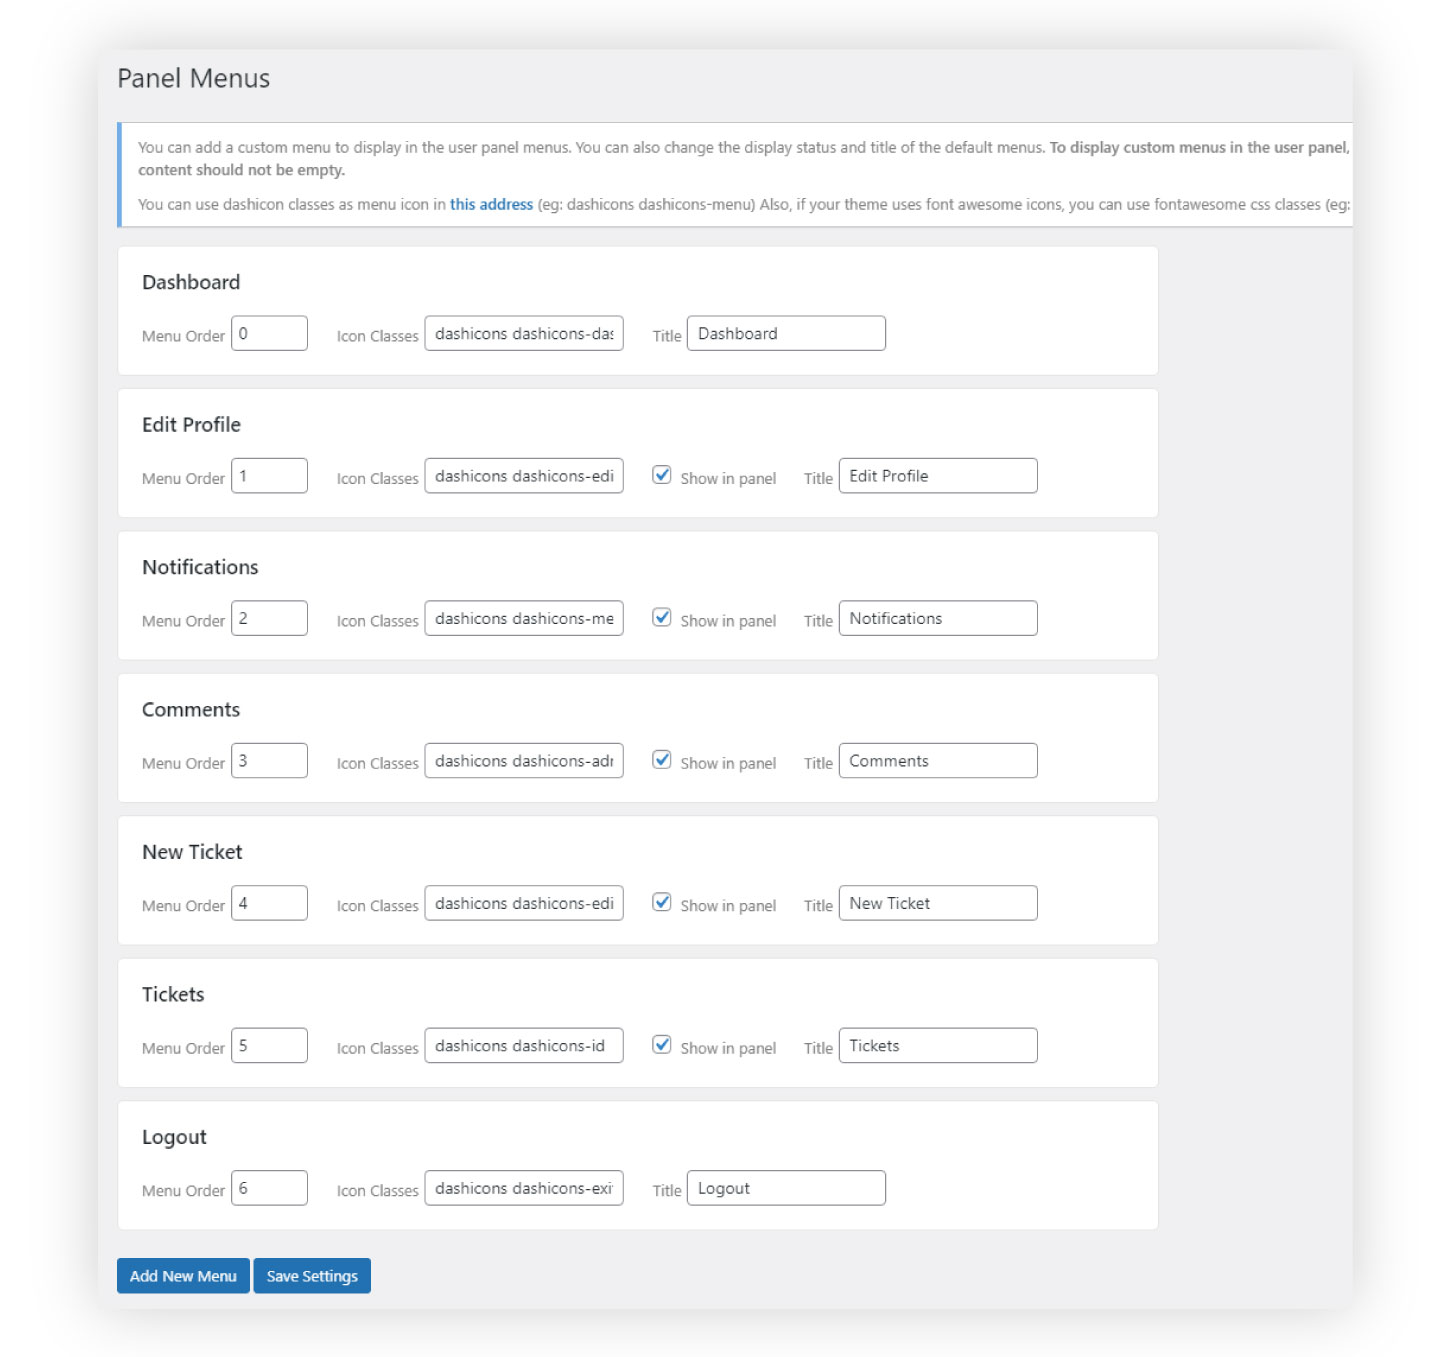 Panel Menus
You can add a custom menu to display in the user panel menus. You can also change the display status and title of the default menus. To display custom menus in the user panel,
content should not be empty.
You can use dashicon classes as menu icon in this address (eg: dashicons dashicons-menu) Also, if your theme uses font awesome icons, you can use fontawesome css classes (eg:
Dashboard
Menu Order 0 Icon Classes dashicons dashicons-das Title Dashboard
Edit Profile
Menu Order 1 Icon Classes dashicons dashicons-edi Show in panel Title Edit Profile
Notifications
Menu Order 2 Icon Classes dashicons dashicons-me Show in panel Title Notifications
Comments
Menu Order 3 Icon Classes dashicons dashicons-adm Show in panel Title Comments
New Ticket
Menu Order 4 Icon Classes dashicons dashicons-edi Show in panel Title New Ticket
Tickets
Menu Order 5 Icon Classes dashicons dashicons-id Show in panel Title Tickets
Logout
Menu Order 6 Icon Classes dashicons dashicons-exi Title Logout
Add New Menu Save Settings